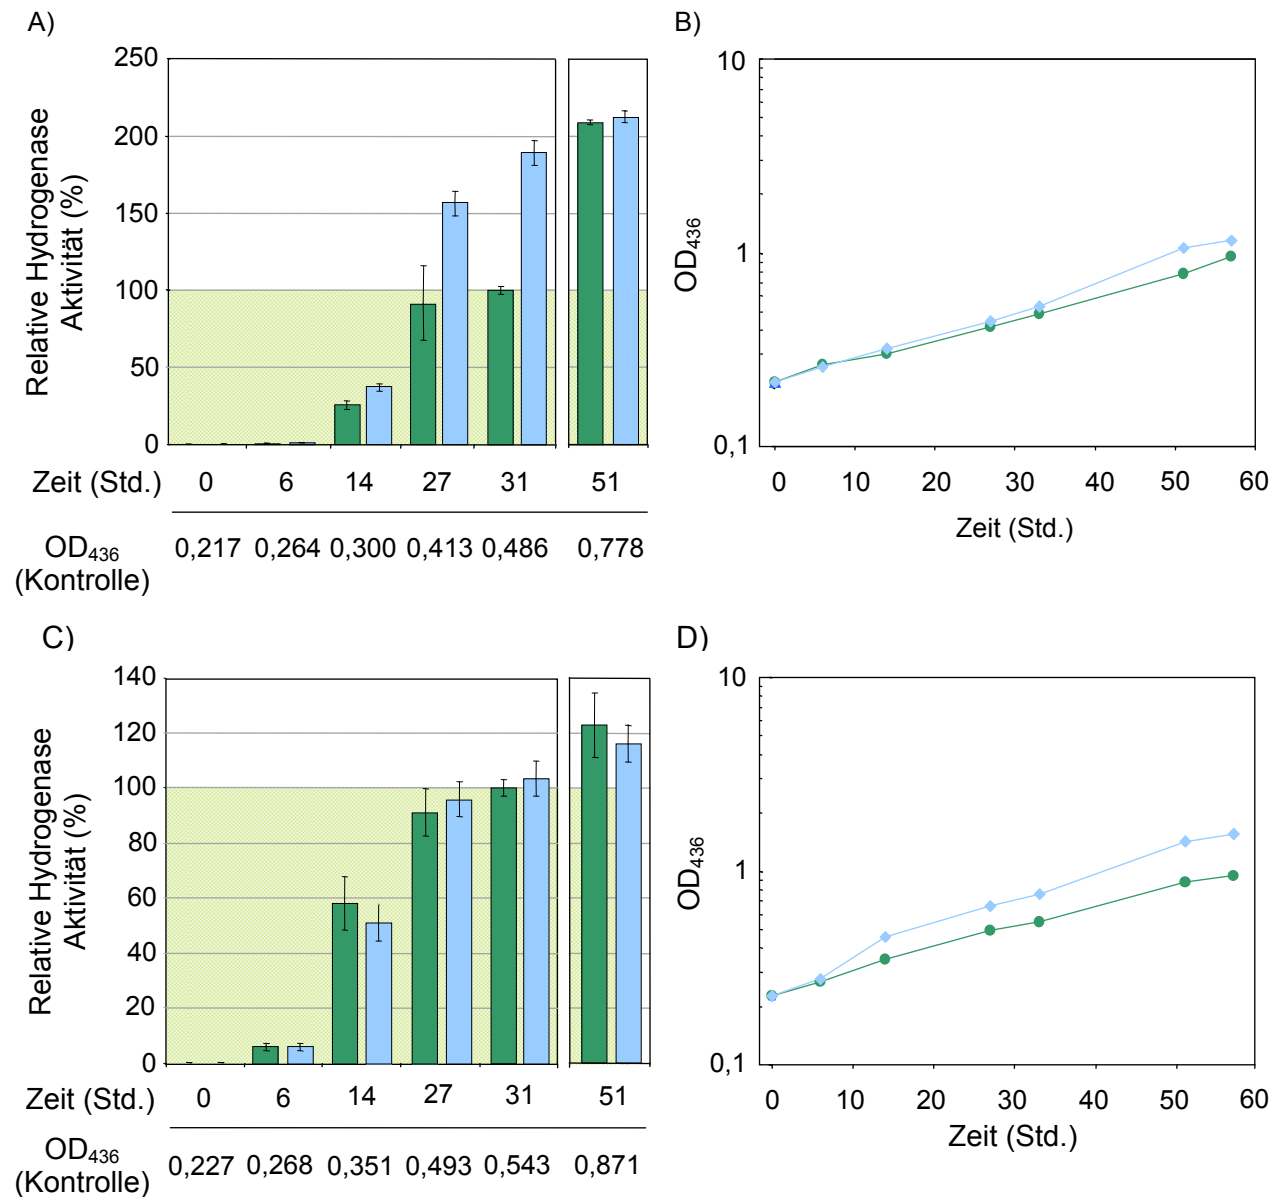 A)
Relative Hydrogenase
Aktivität (%)
250
200
150
100
50
0
Zeit (Std.) 0 6 14 27 31 51
OD436 0,217 0,264 0,300 0,413 0,486 0,778
(Kontrolle)
B)
OD436
10
1
0,1
0 10 20 30 40 50 60
Zeit (Std.)
C)
Relative Hydrogenase
Aktivität (%)
140
120
100
80
60
40
20
0
Zeit (Std.) 0 6 14 27 31 51
OD436 0,227 0,268 0,351 0,493 0,543 0,871
(Kontrolle)
D)
OD436
10
1
0,1
0 10 20 30 40 50 60
Zeit (Std.)